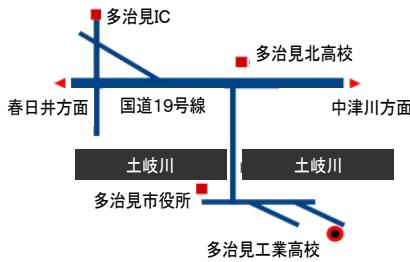 多治見IC
多治見北高校
春日井方面
国道19号線
中津川方面
土岐川
土岐川
多治見市役所
多治見工業高校